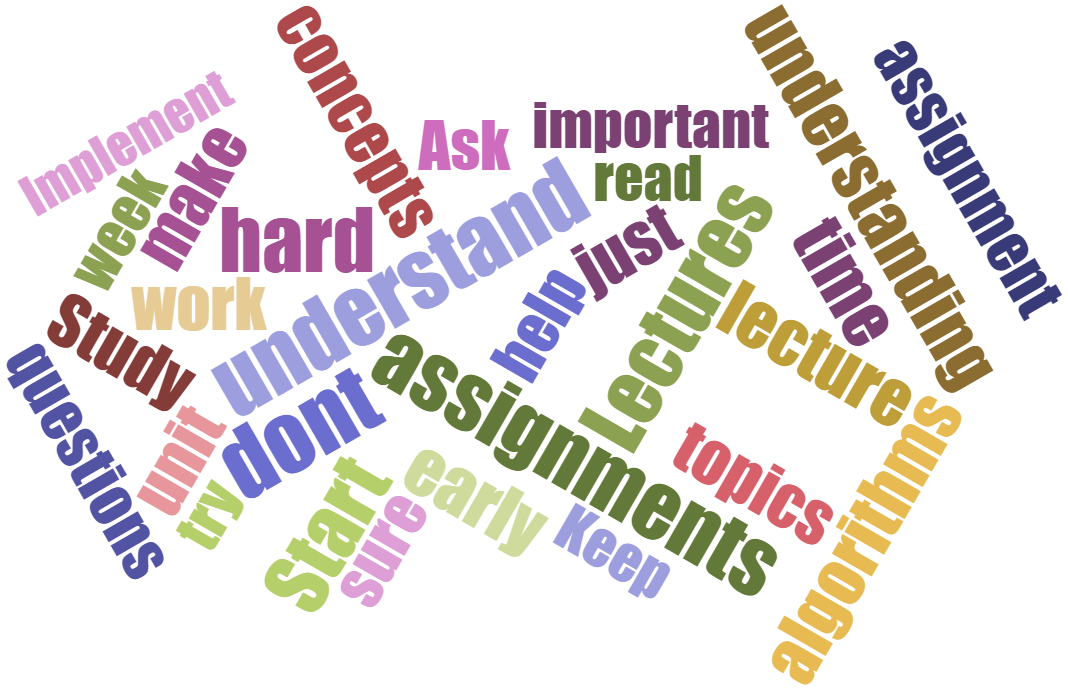 concepts
understanding
assignment
Implement
important
Ask
make
read
week
hard
understand
just
Lectures
time
work
help
lecture
study
questions
dont
assignments
unit
topics
algorithms
try
Start
early
sure
Keep